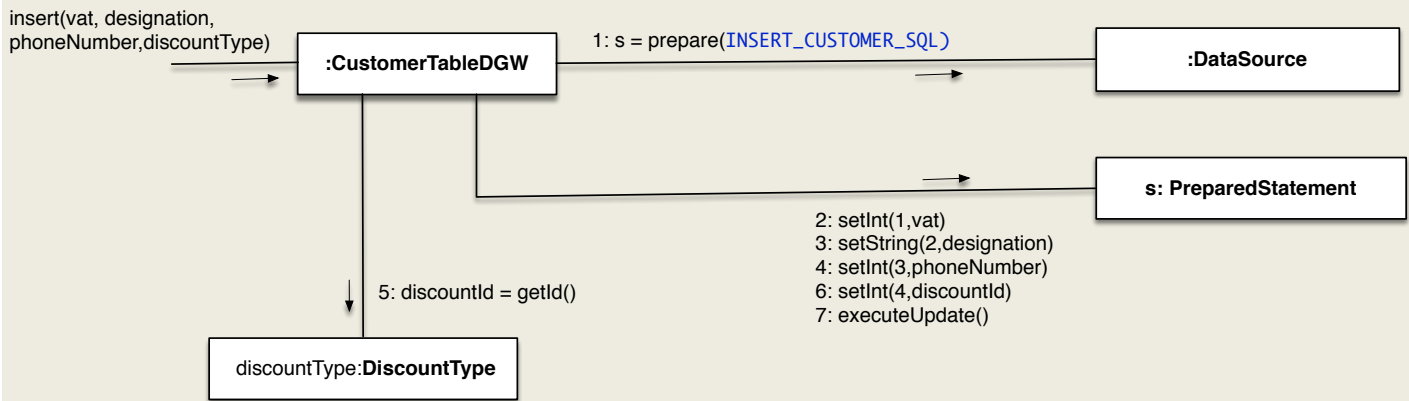 insert(vat, designation,
phoneNumber,discountType)
:CustomerTableDGW
1: s = prepare(INSERT_CUSTOMER_SQL)
:DataSource
s: PreparedStatement
2: setInt(1,vat)
3: setString(2,designation)
4: setInt(3,phoneNumber)
6: setInt(4,discountId)
7: executeUpdate()
5: discountId = getId()
discountType:DiscountType